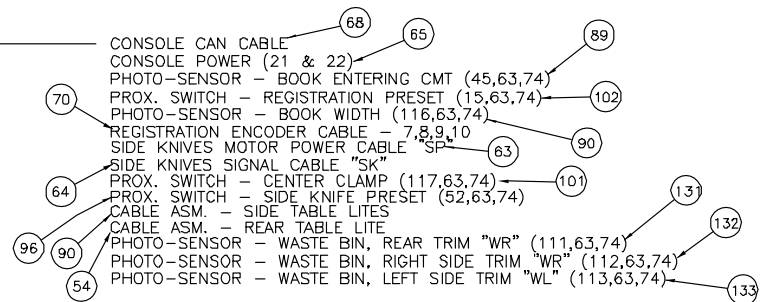 68
CONSOLE CAN CABLE
65
CONSOLE POWER (21 & 22)
89
PHOTO-SENSOR - BOOK ENTERING CMT (45,63,74)
PROX. SWITCH - REGISTRATION PRESET (15,63,74)
102
70
PHOTO-SENSOR - BOOK WIDTH (116,63,74)
90
REGISTRATION ENCODER CABLE - 7,8,9,10
SIDE KNIVES MOTOR POWER CABLE "SP"
63
64
SIDE KNIVES SIGNAL CABLE "SK"
PROX. SWITCH - CENTER CLAMP (117,63,74)
101
96
PROX. SWITCH - SIDE KNIFE PRESET (52,63,74)
90
CABLE ASM. - SIDE TABLE LITES
54
CABLE ASM. - REAR TABLE LITE
131
PHOTO-SENSOR - WASTE BIN, REAR TRIM "WR" (111,63,74)
132
PHOTO-SENSOR - WASTE BIN, RIGHT SIDE TRIM "WR" (112,63,74)
PHOTO-SENSOR - WASTE BIN, LEFT SIDE TRIM "WL" (113,63,74)
133